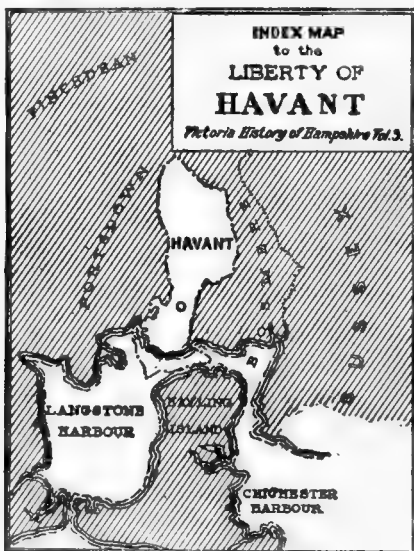 INDEX MAP
to the
LIBERTY OF
HAVANT
Victoria History of Hampshire Vol. 3.
FINCHDEAN
PORTSDOWN
HAVANT
SUSSEX
LANGSTONE
HARBOUR
HAYLING
ISLAND
CHICHESTER
HARBOUR